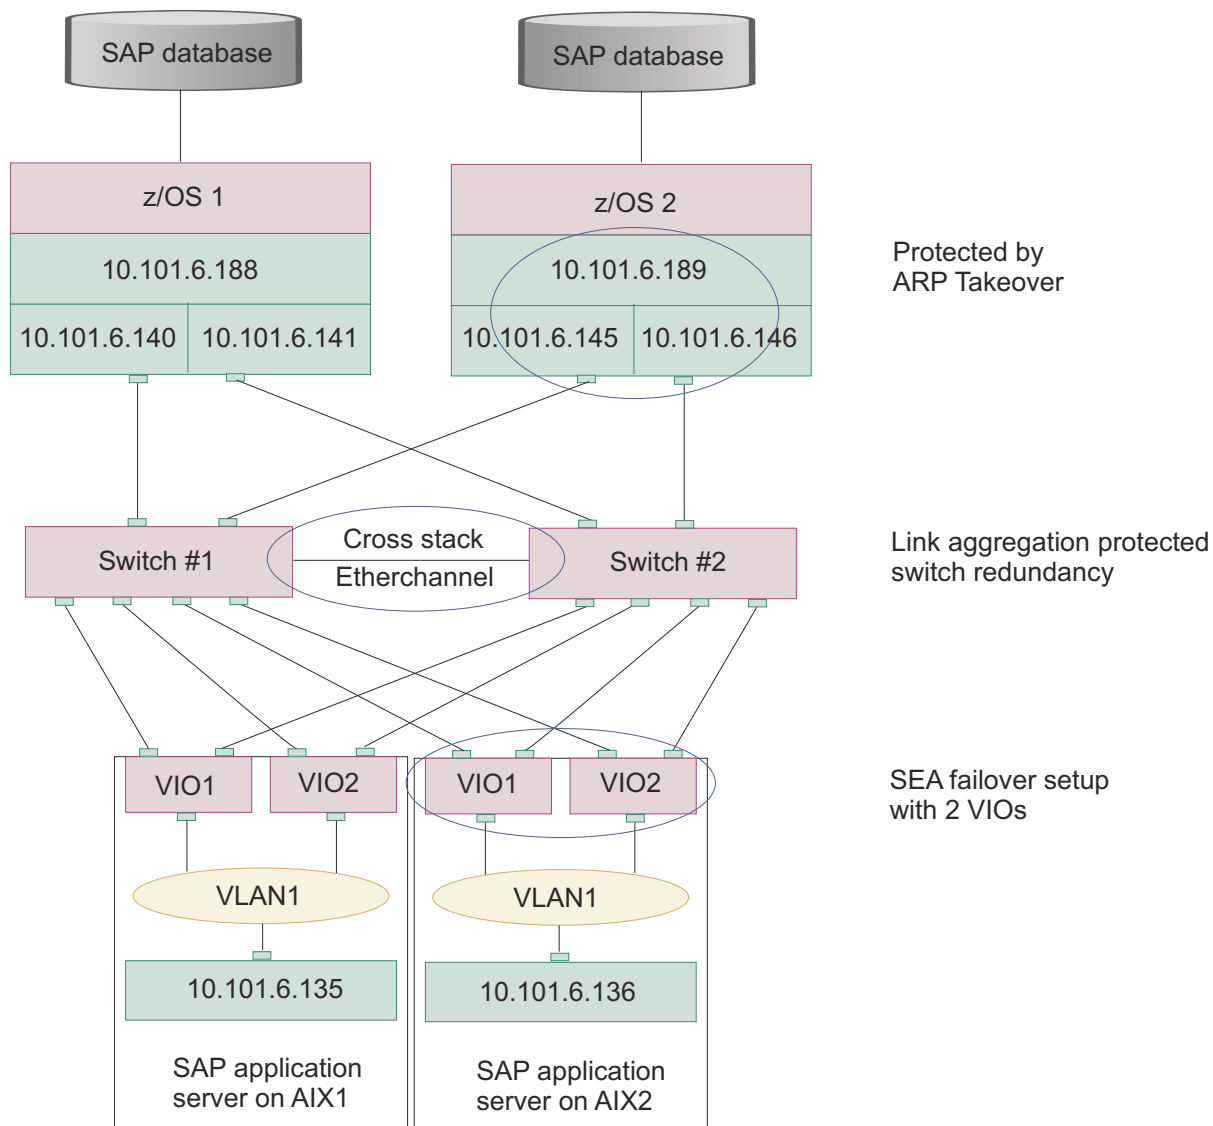 SAP database
SAP database
z/OS 1
z/OS 2
10.101.6.188
10.101.6.189
Protected by
ARP Takeover
10.101.6.140
10.101.6.141
10.101.6.145
10.101.6.146
Switch #1
Cross stack
Etherchannel
Switch #2
Link aggregation protected
switch redundancy
VIO1
VIO2
VIO1
VIO2
SEA failover setup
with 2 VIOs
VLAN1
VLAN1
10.101.6.135
10.101.6.136
SAP application
server on AIX1
SAP application
server on AIX2